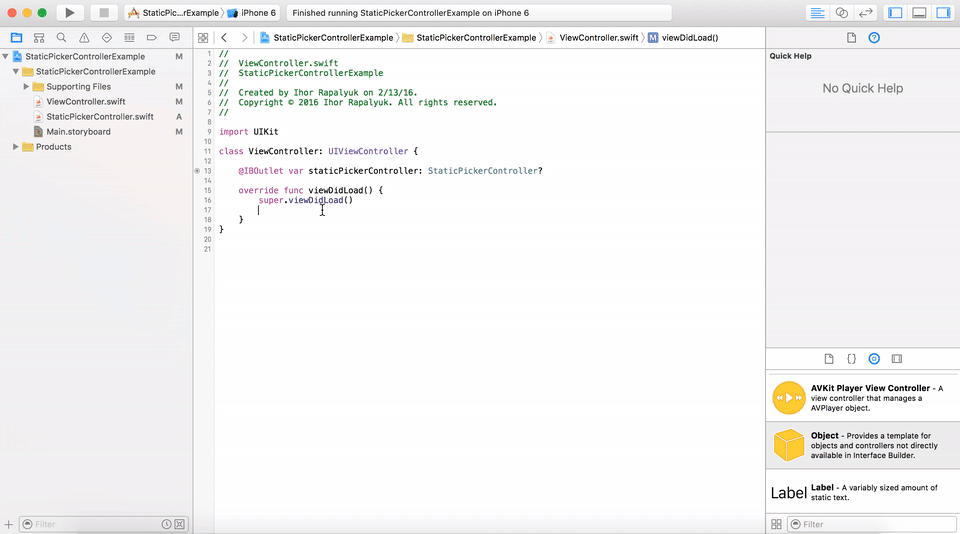 StaticPic...rExample
iPhone 6
Finished running StaticPickerControllerExample on iPhone 6
StaticPickerControllerExample
StaticPickerControllerExample
ViewController.swift
M viewDidLoad()
StaticPickerControllerExample M
StaticPickerControllerExample
Supporting Files M
ViewController.swift M
StaticPickerController.swift A
Main.storyboard M
Products
Filter
1 //
2 // ViewController.swift
3 // StaticPickerControllerExample
4 //
5 // Created by Ihor Rapalyuk on 2/13/16.
6 // Copyright © 2016 Ihor Rapalyuk. All rights reserved.
7 //
8
9 import UIKit
10
11 class ViewController: UIViewController {
12
13 @IBOutlet var staticPickerController: StaticPickerController?
14
15 override func viewDidLoad() {
16 super.viewDidLoad()
17
18 }
19 }
20
21
Quick Help
No Quick Help
{}
AVKit Player View Controller - A
view controller that manages a
AVPlayer object.
Object - Provides a template for
objects and controllers not directly
available in Interface Builder.
Label
Label - A variably sized amount of
static text.
Filter